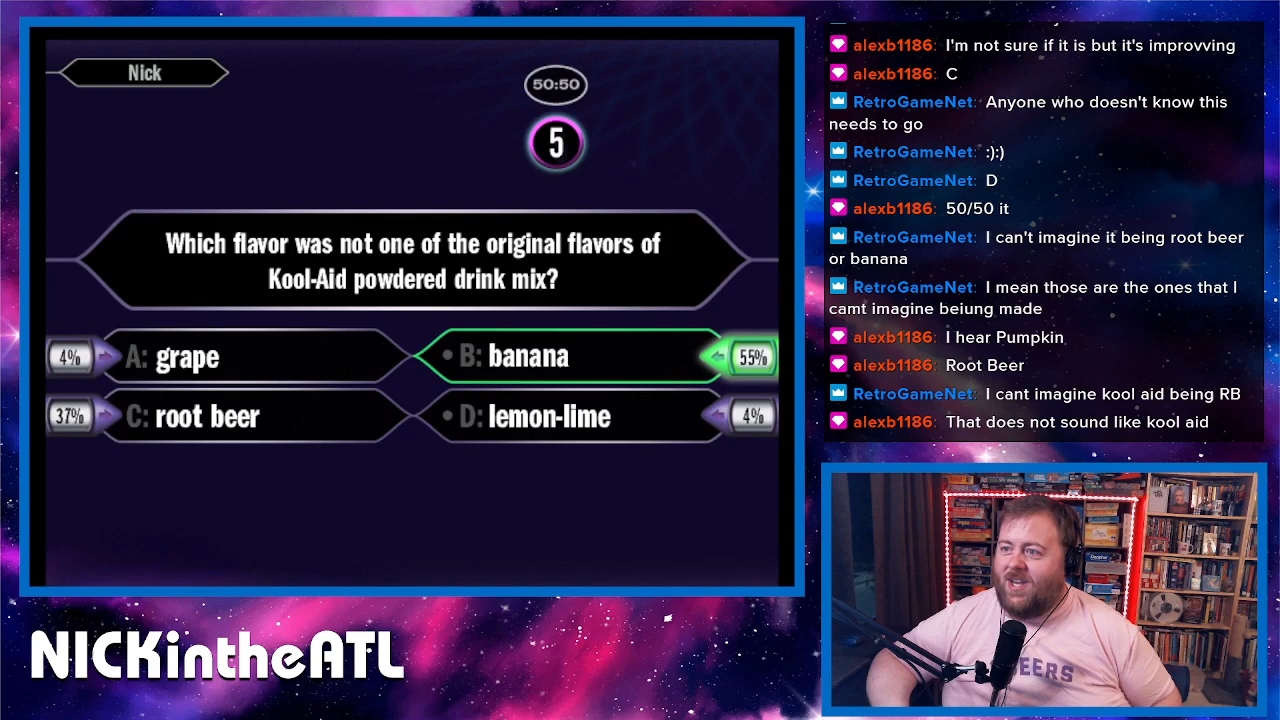 Nick
50:50
5
Which flavor was not one of the original flavors of
Kool-Aid powdered drink mix?
4%
A: grape
B: banana
55%
37%
C: root beer
D: lemon-lime
4%
alexb1186: I'm not sure if it is but it's improvving
alexb1186: C
RetroGameNet: Anyone who doesn't know this
needs to go
RetroGameNet: :):)
RetroGameNet: D
alexb1186: 50/50 it
RetroGameNet: I can't imagine it being root beer
or banana
RetroGameNet: I mean those are the ones that I
camt imagine beiung made
alexb1186: I hear Pumpkin
alexb1186: Root Beer
RetroGameNet: I cant imagine kool aid being RB
alexb1186: That does not sound like kool aid
NICKintheATL